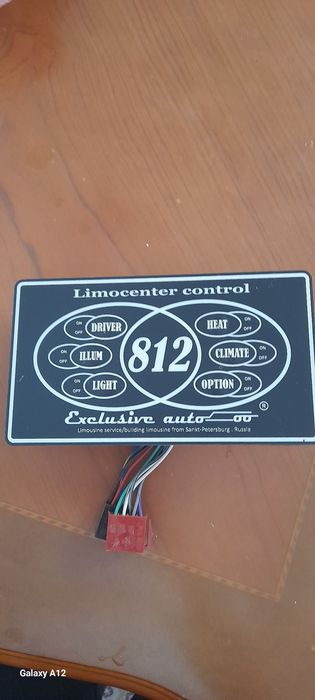 Limocenter control
ON
OFF
DRIVER
HEAT
ON
OFF
ON
OFF
ILLUM
812
CLIMATE
ON
OFF
ON
OFF
LIGHT
OPTION
ON
OFF
Exclusive auto ®
Limousine service/building limousine from Sankt-Petersburg . Russia
Galaxy A12